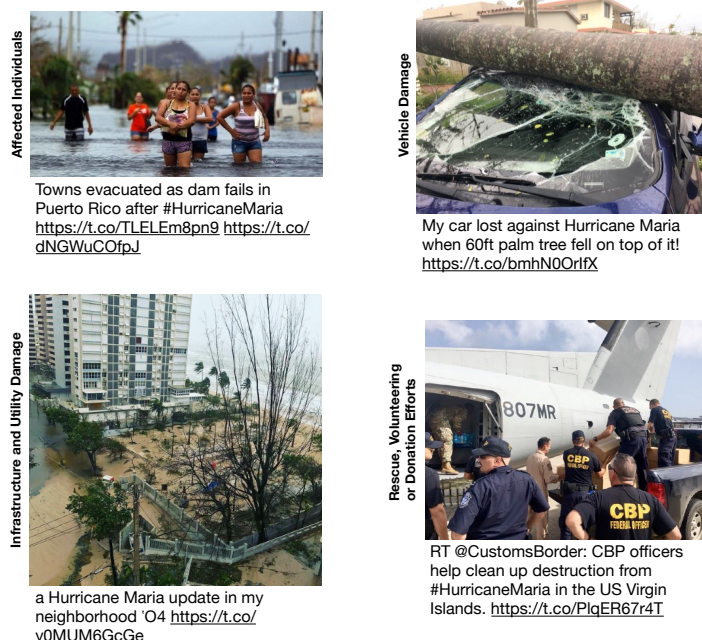 Affected Individuals
Towns evacuated as dam fails in
Puerto Rico after #HurricaneMaria
https://t.co/TLELEm8pn9 https://t.co/
dNGWuCOfpJ
Vehicle Damage
My car lost against Hurricane Maria
when 60ft palm tree fell on top of it!
https://t.co/bmhN0OrlfX
Infrastructure and Utility Damage
a Hurricane Maria update in my
neighborhood '04 https://t.co/
v0MUM6GcGe
Rescue, Volunteering
or Donation Efforts
807MR
CBP
CBP
FEDERAL OFFICER
RT @CustomsBorder: CBP officers
help clean up destruction from
#HurricaneMaria in the US Virgin
Islands. https://t.co/PlqER67r4T